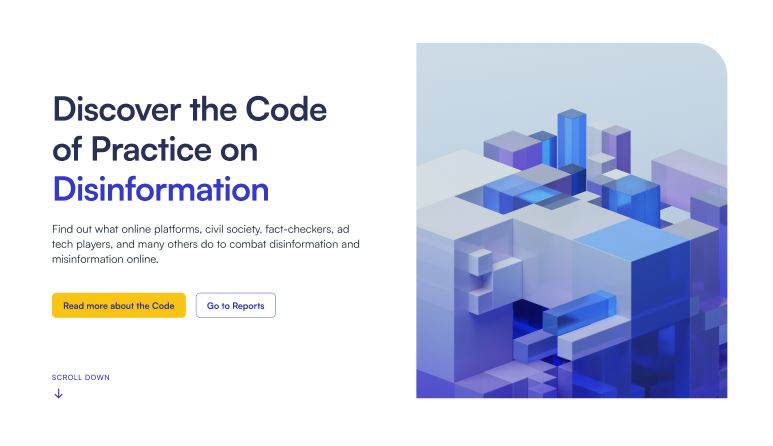 Discover the Code
of Practice on
Disinformation
Find out what online platforms, civil society, fact-checkers, ad
tech players, and many others do to combat disinformation and
misinformation online.
Read more about the Code
Go to Reports
SCROLL DOWN